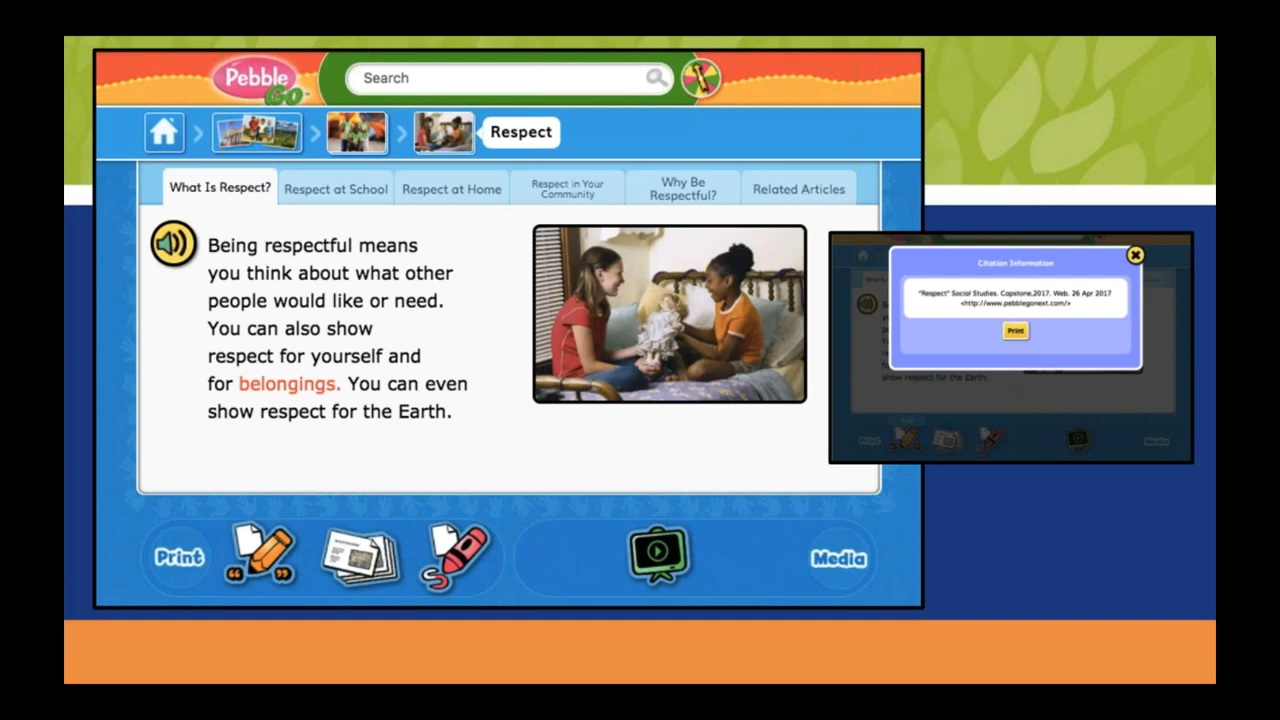 Pebble
GO
Search
Respect
What Is Respect?
Respect at School
Respect at Home
Respect in Your
Community
Why Be
Respectful?
Related Articles
Being respectful means
you think about what other
people would like or need.
You can also show
respect for yourself and
for belongings. You can even
show respect for the Earth.
Print
Media
Citation Information
"Respect" Social Studies. Capstone,2017. Web. 26 Apr 2017
<http://www.pebblegonext.com/>
Print
show respect for the Earth.
Print
Media